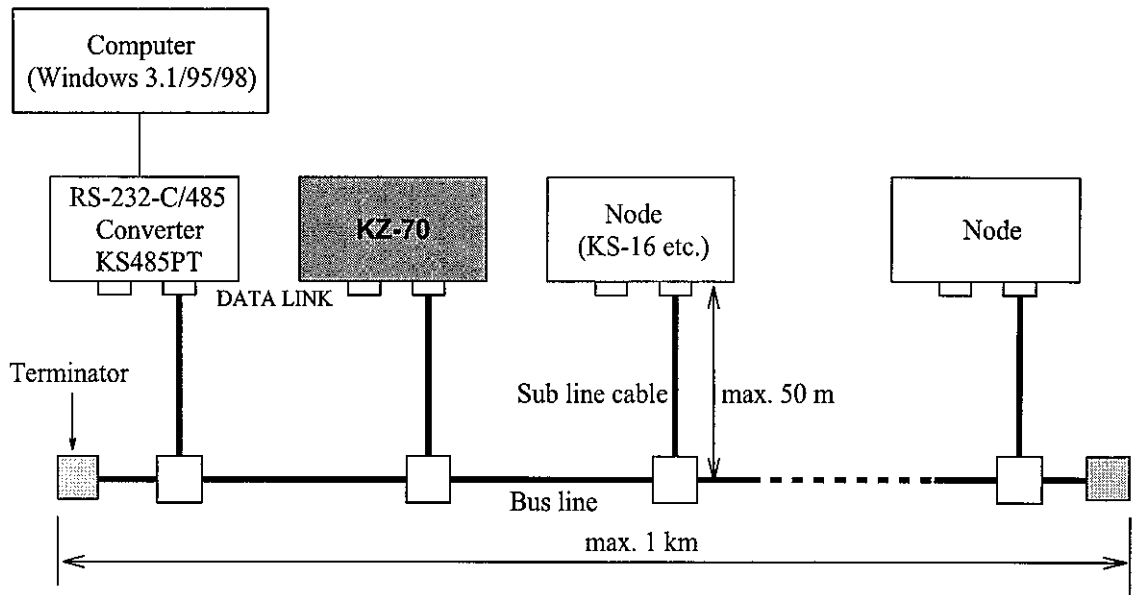 Computer
(Windows 3.1/95/98)
RS-232-C/485
Converter
KS485PT
KZ-70
Node
(KS-16 etc.)
Node
DATA LINK
Terminator
Sub line cable
max. 50 m
Bus line
max. 1 km